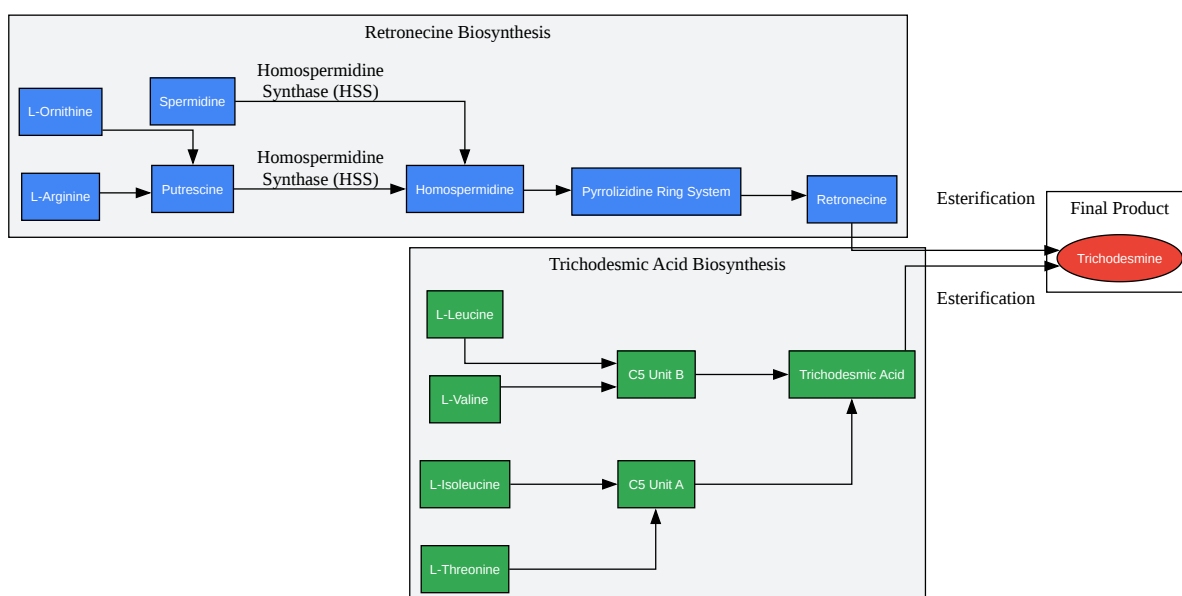 Retronecine Biosynthesis
Homospermidine
Synthase (HSS)
Spermidine
L-Ornithine
Homospermidine
Synthase (HSS)
L-Arginine
Putrescine
Homospermidine
Pyrrolizidine Ring System
Retronecine
Esterification
Final Product
Trichodesmine
Esterification
Trichodesmic Acid Biosynthesis
L-Leucine
C5 Unit B
Trichodesmic Acid
L-Valine
L-Isoleucine
C5 Unit A
L-Threonine